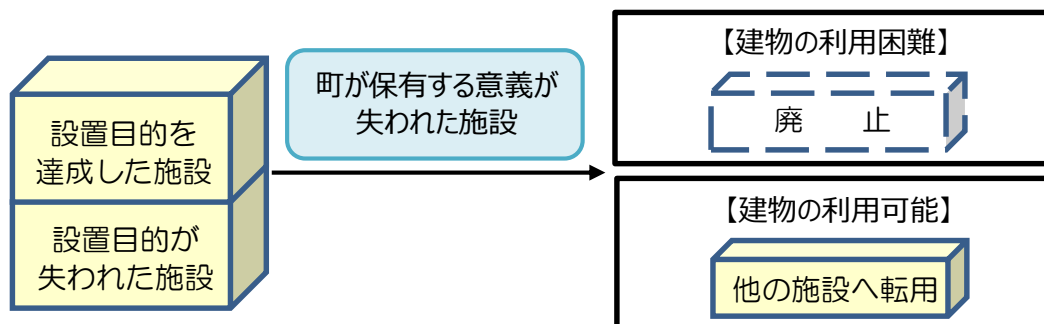 設置目的を
達成した施設
設置目的が
失われた施設
町が保有する意義が
失われた施設
【建物の利用困難】
廃　止
【建物の利用可能】
他の施設へ転用